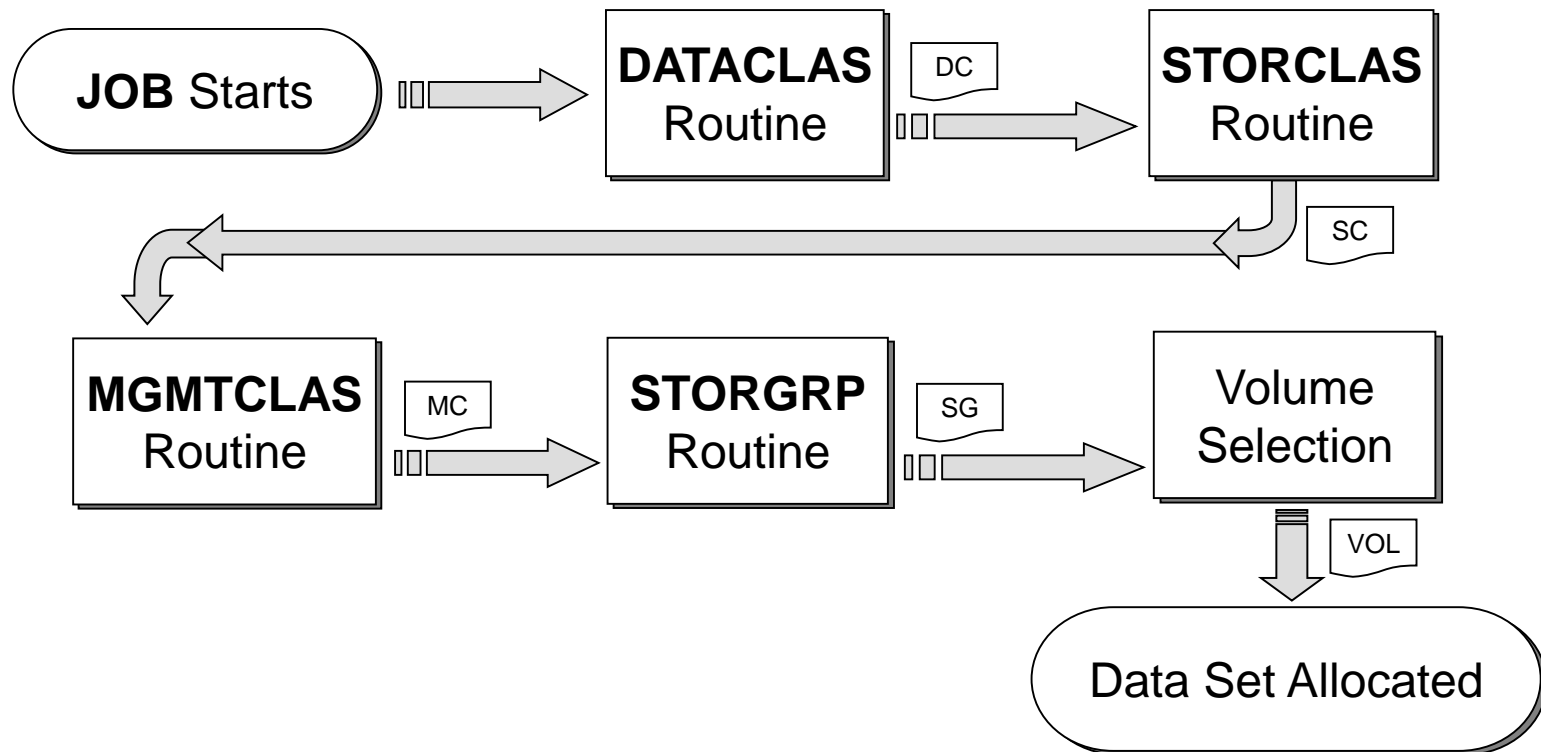 JOB Starts
DATACLAS
Routine
DC
STORCLAS
Routine
SC
MGMTCLAS
Routine
MC
STORGRP
Routine
SG
Volume
Selection
VOL
Data Set Allocated